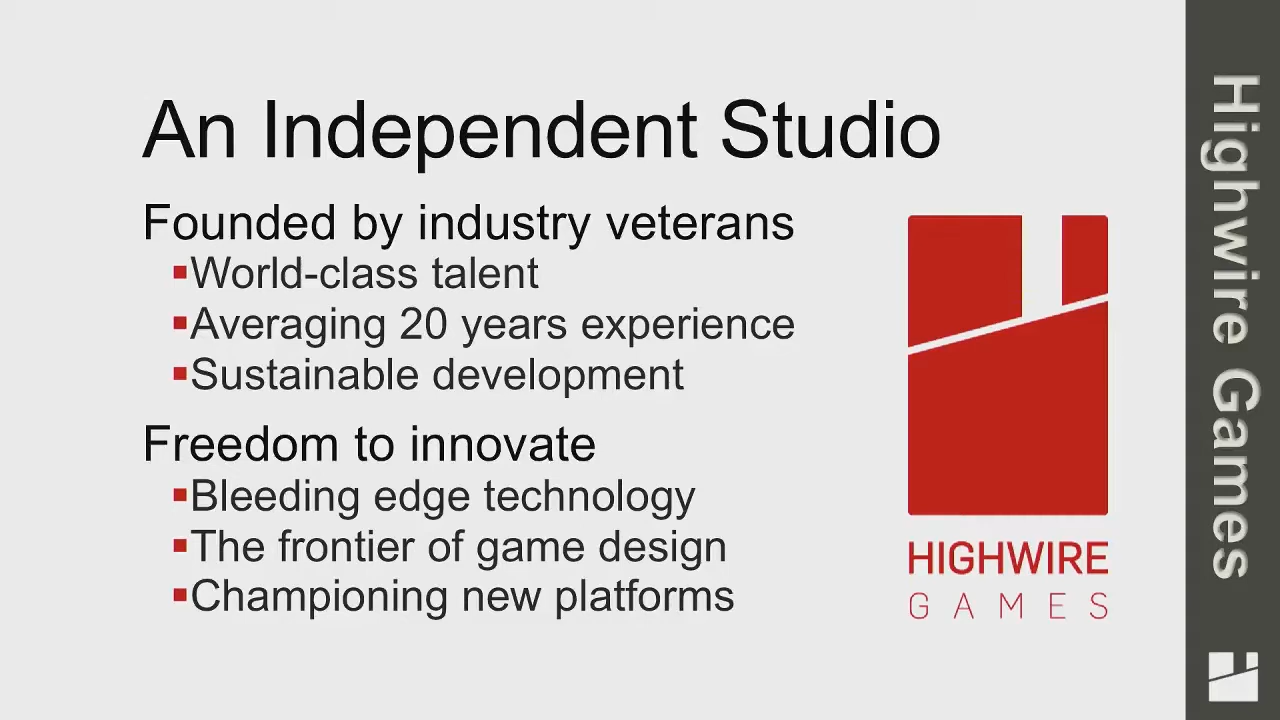 An Independent Studio
Founded by industry veterans
▪World-class talent
▪Averaging 20 years experience
▪Sustainable development
Freedom to innovate
▪Bleeding edge technology
▪The frontier of game design
▪Championing new platforms
HIGHWIRE
GAMES
Highwire Games